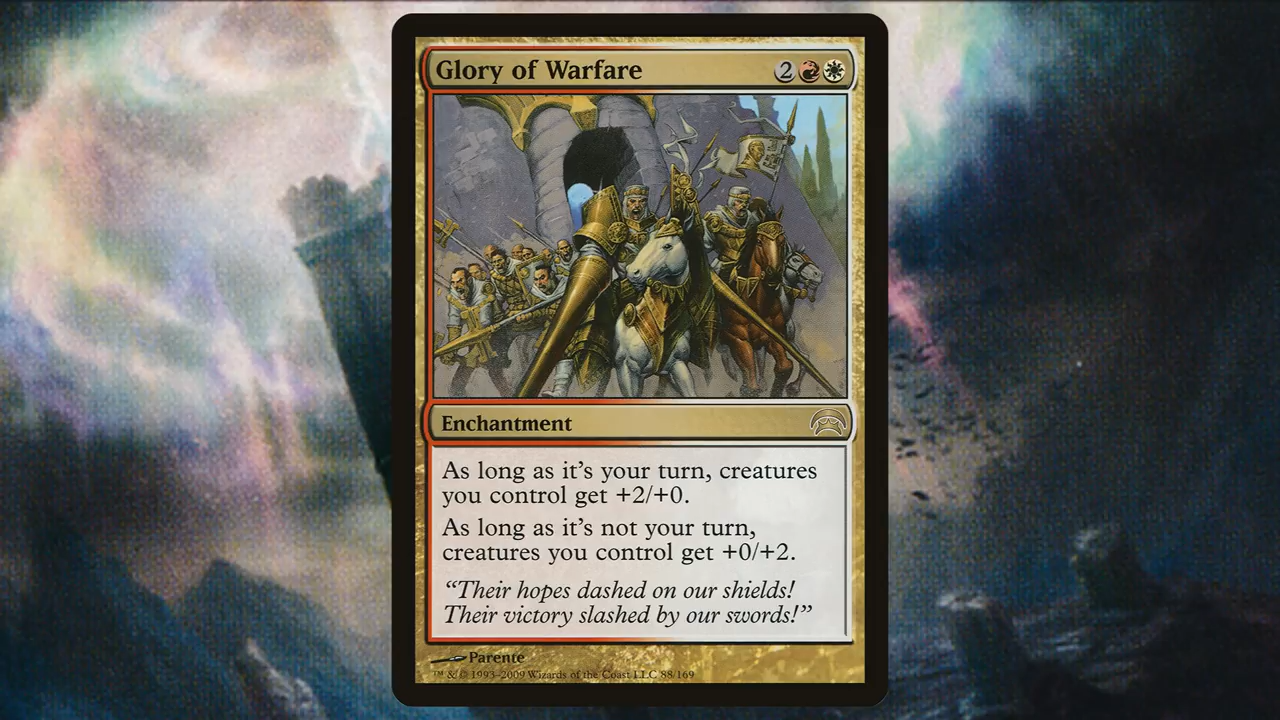 Glory of Warfare 2
Enchantment
As long as it's your turn, creatures
you control get +2/+0.
As long as it's not your turn,
creatures you control get +0/+2.
“Their hopes dashed on our shields!
Their victory slashed by our swords!”
Parente
™ & © 1993-2009 Wizards of the Coast LLC 88/169